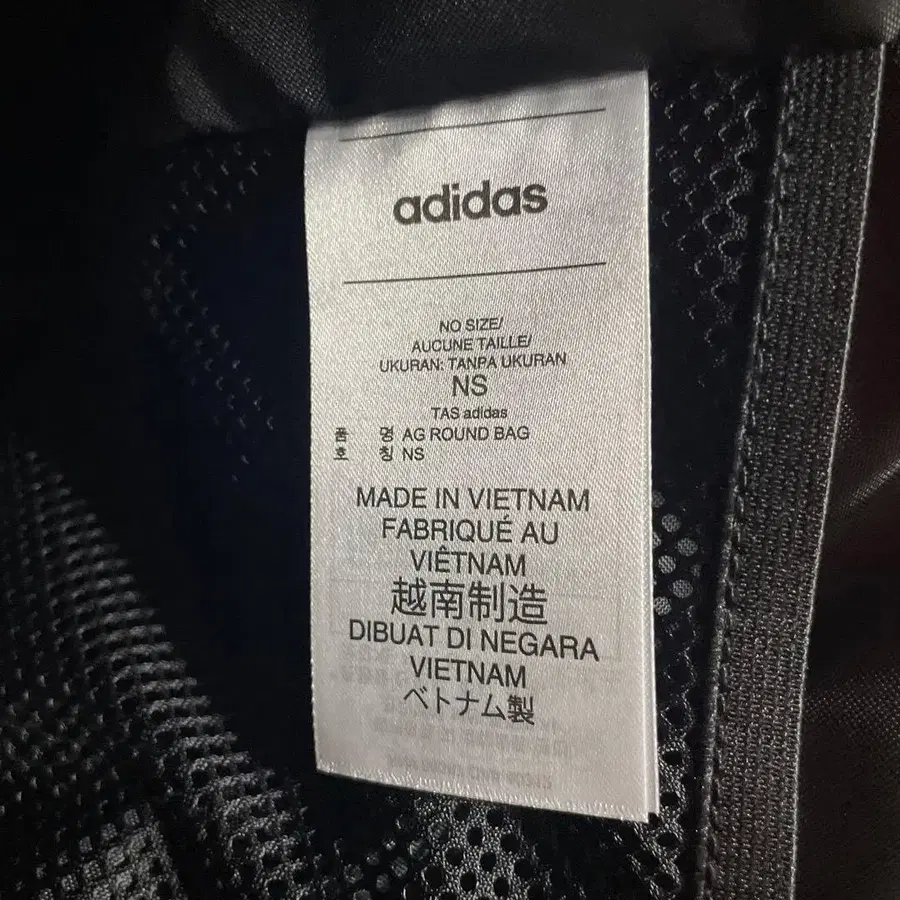 adidas
NO SIZE/
AUCUNE TAILLE/
UKURAN: TANPA UKURAN
NS
TAS adidas
품 명 AG ROUND BAG
호 칭 NS
MADE IN VIETNAM
FABRIQUÉ AU
VIÊTNAM
越南制造
DIBUAT DI NEGARA
VIETNAM
ベトナム製